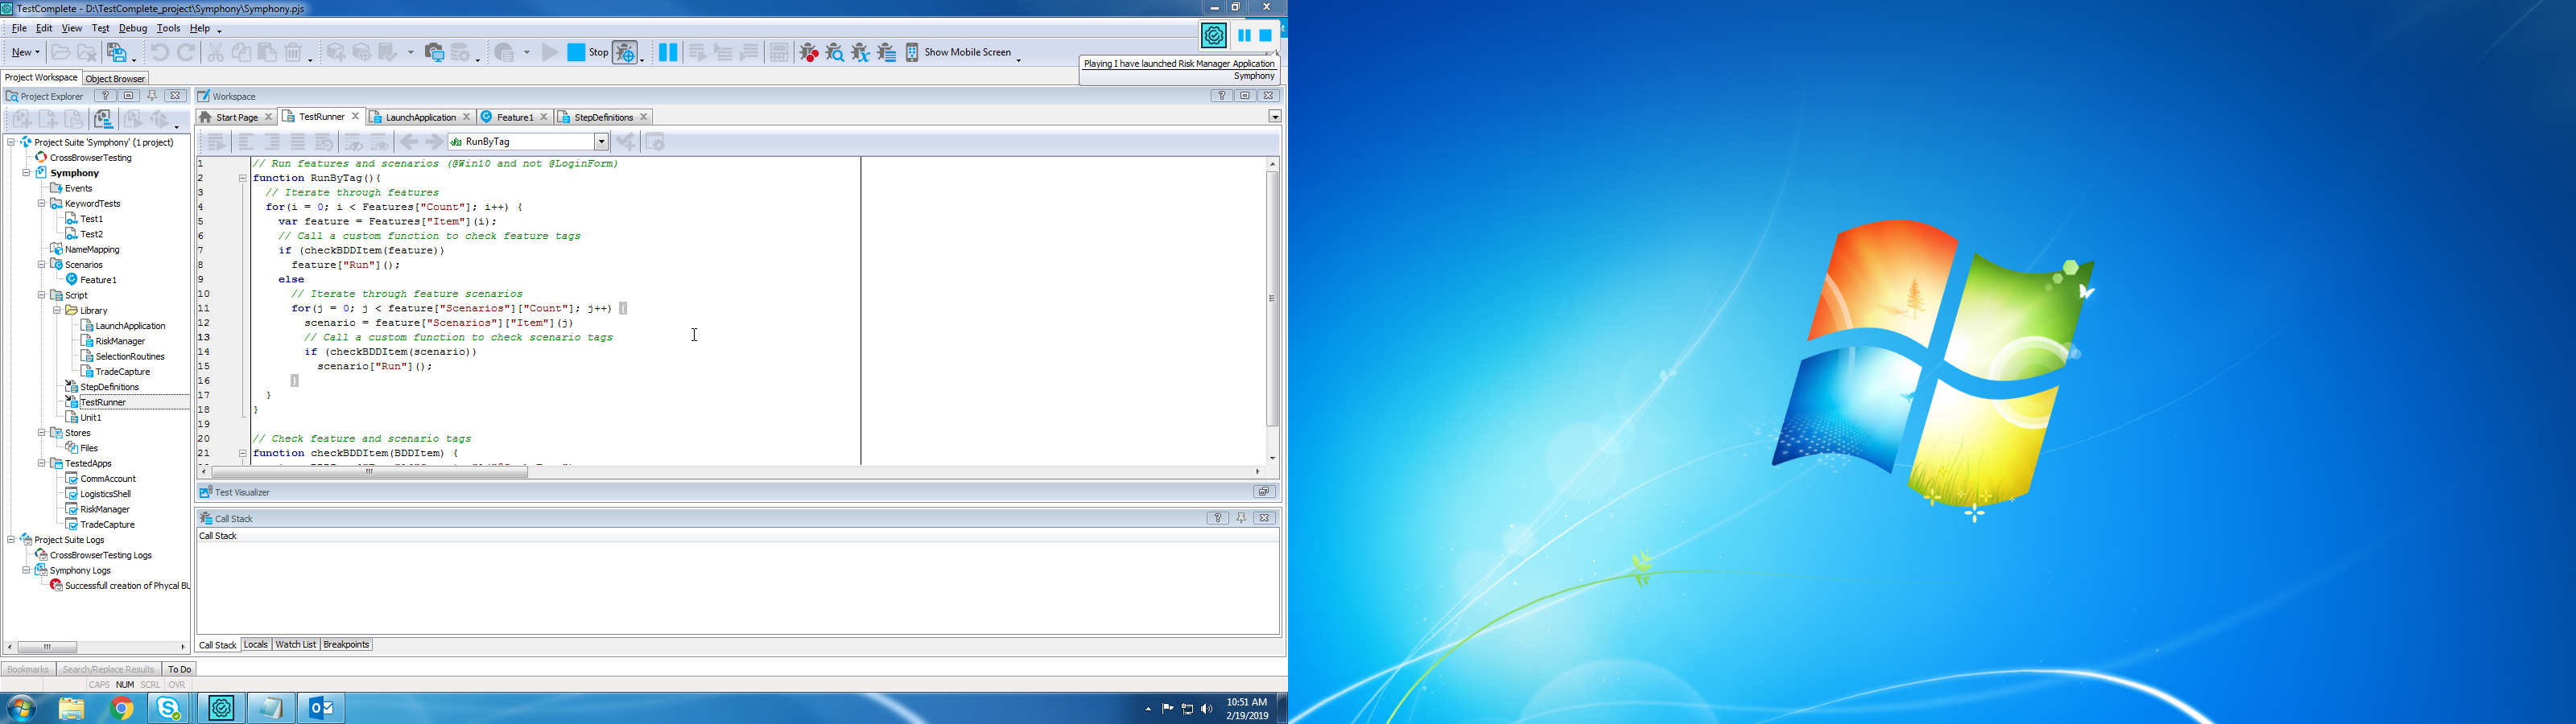 TestComplete - D:\TestComplete_project\Symphony\Symphony.pjs
File Edit View Test Debug Tools Help
New Stop Show Mobile Screen
Playing I have launched Risk Manager Application
Symphony
Project Workspace Object Browser
Project Explorer
Project Suite 'Symphony' (1 project)
CrossBrowserTesting
Symphony
Events
KeywordTests
Test1
Test2
NameMapping
Scenarios
Feature1
Script
Library
LaunchApplication
RiskManager
SelectionRoutines
TradeCapture
StepDefinitions
TestRunner
Unit1
Stores
Files
TestedApps
CommAccount
LogisticsShell
RiskManager
TradeCapture
Project Suite Logs
CrossBrowserTesting Logs
Symphony Logs
Successfull creation of Phycal BU
Workspace
Start Page TestRunner LaunchApplication Feature1 StepDefinitions
RunByTag
1 // Run features and scenarios (@Win10 and not @LoginForm)
2 function RunByTag(){
3 // Iterate through features
4 for(i = 0; i < Features["Count"]; i++) {
5 var feature = Features["Item"](i);
6 // Call a custom function to check feature tags
7 if (checkBDDItem(feature))
8 feature["Run"]();
9 else
10 // Iterate through feature scenarios
11 for(j = 0; j < feature["Scenarios"]["Count"]; j++) {
12 scenario = feature["Scenarios"]["Item"](j)
13 // Call a custom function to check scenario tags
14 if (checkBDDItem(scenario))
15 scenario["Run"]();
16 }
17 }
18 }
19
20 // Check feature and scenario tags
21 function checkBDDItem(BDDItem) {
Test Visualizer
Call Stack
Call Stack
Call Stack Locals Watch List Breakpoints
Bookmarks Search/Replace Results To Do
CAPS NUM SCRL OVR
10:51 AM
2/19/2019